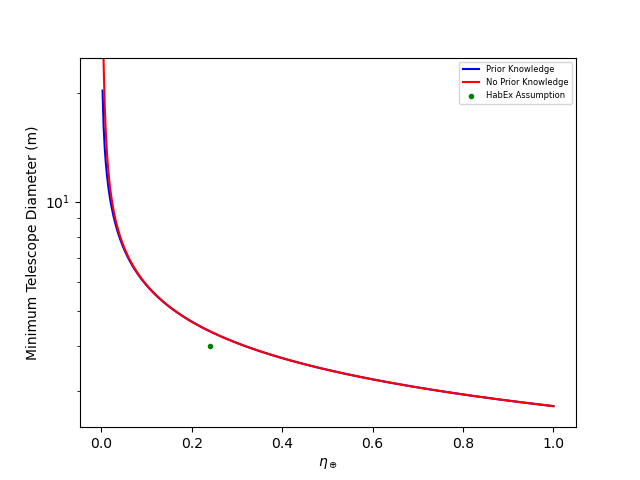 Prior Knowledge
No Prior Knowledge
HabEx Assumption
Minimum Telescope Diameter (m)
10¹
0.0 0.2 0.4 0.6 0.8 1.0
η⊕